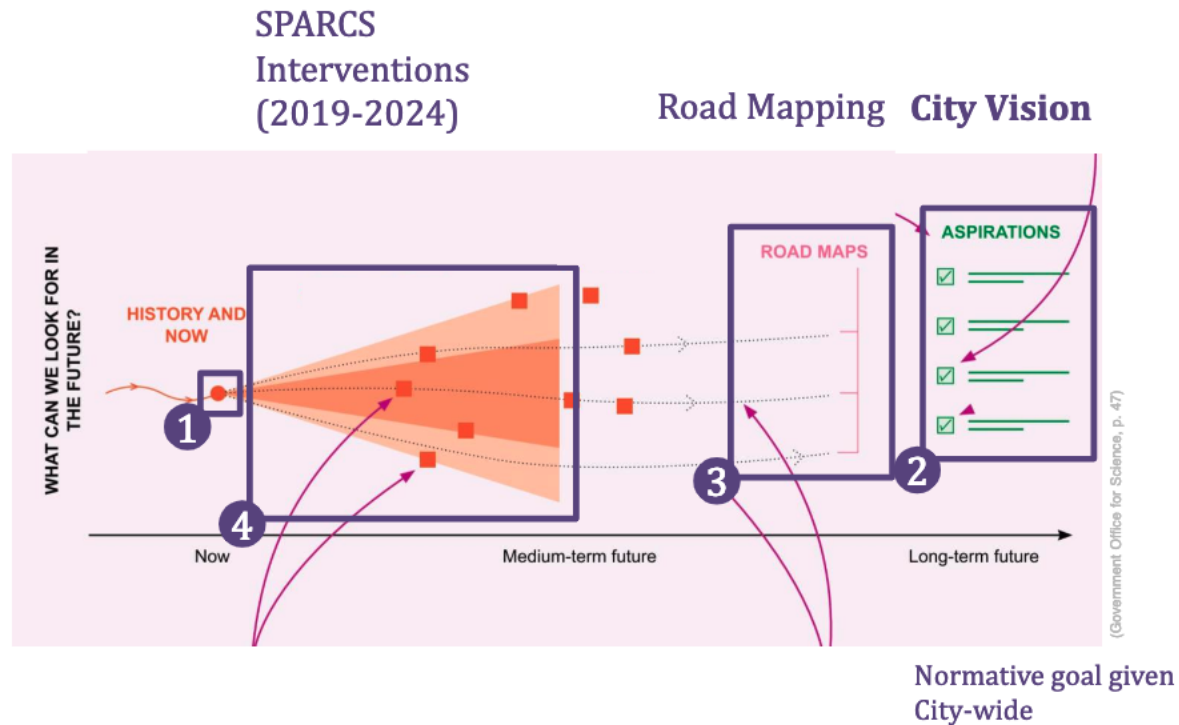 SPARCS
Interventions
(2019-2024)
Road Mapping
City Vision
WHAT CAN WE LOOK FOR IN
THE FUTURE?
HISTORY AND
NOW
ROAD MAPS
ASPIRATIONS
1
4
3
2
Now
Medium-term future
Long-term future
(Government Office for Science, p. 47)
Normative goal given
City-wide